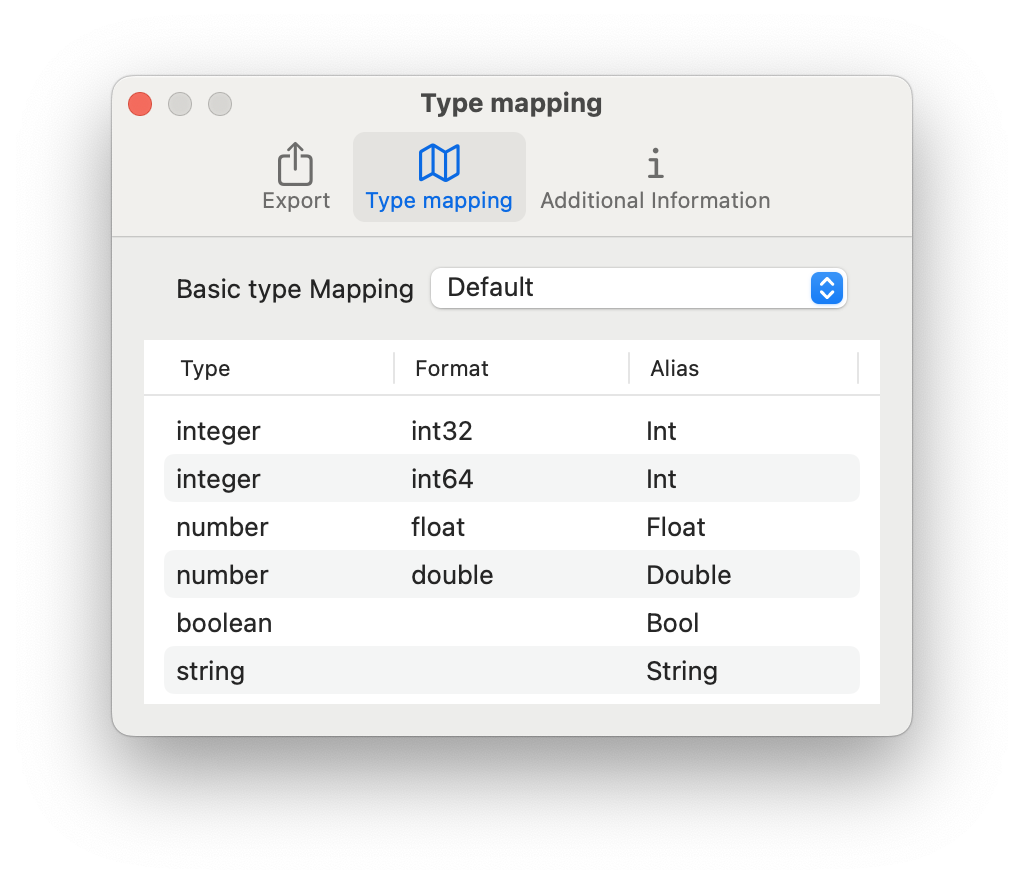 Type mapping
Export
Type mapping
Additional Information
Basic type Mapping Default
Type Format Alias
integer int32 Int
integer int64 Int
number float Float
number double Double
boolean Bool
string String